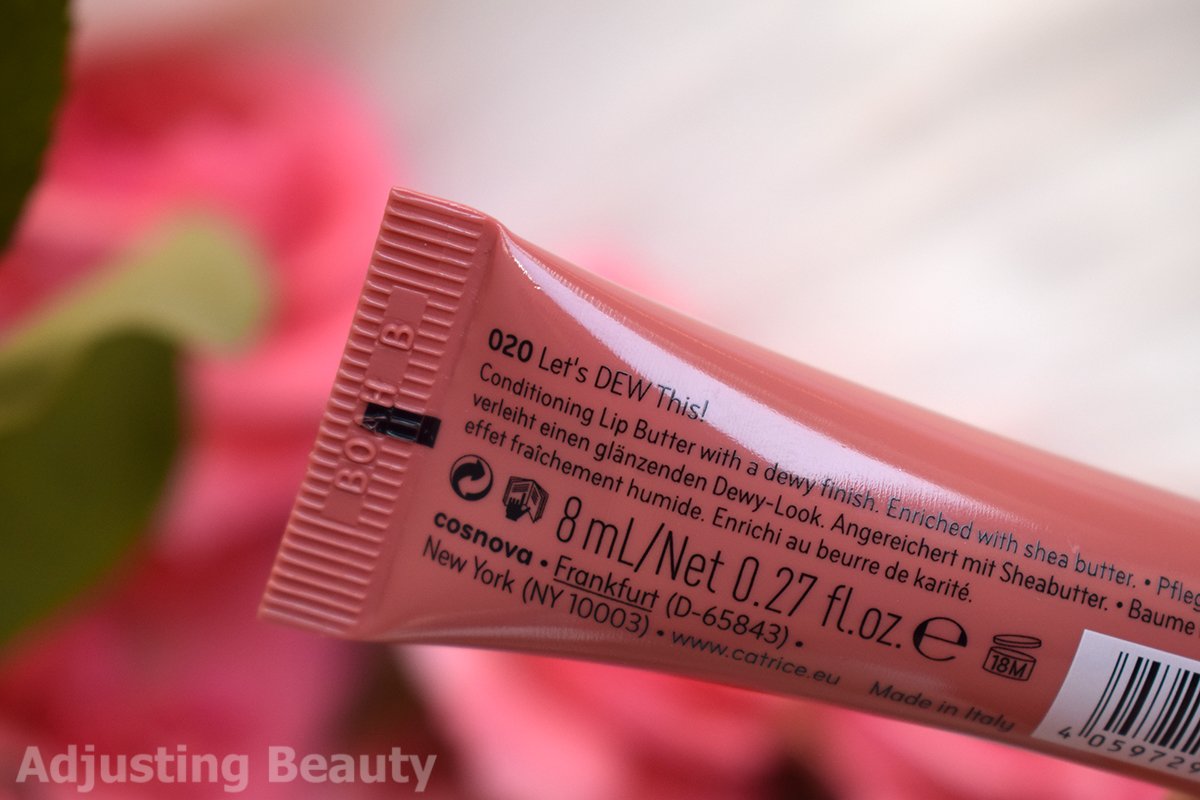 020 Let's DEW This!
Conditioning Lip Butter with a dewy finish. Enriched with shea butter. • Pfleg
verleiht einen glänzenden Dewy-Look. Angereichert mit Sheabutter. • Baume
effet fraîchement humide. Enrichi au beurre de karité.
8 mL/Net 0.27 fl.oz. e 18M
cosnova • Frankfurt (D-65843) •
New York (NY 10003) • www.catrice.eu
Made in Italy
4 059729
Adjusting Beauty